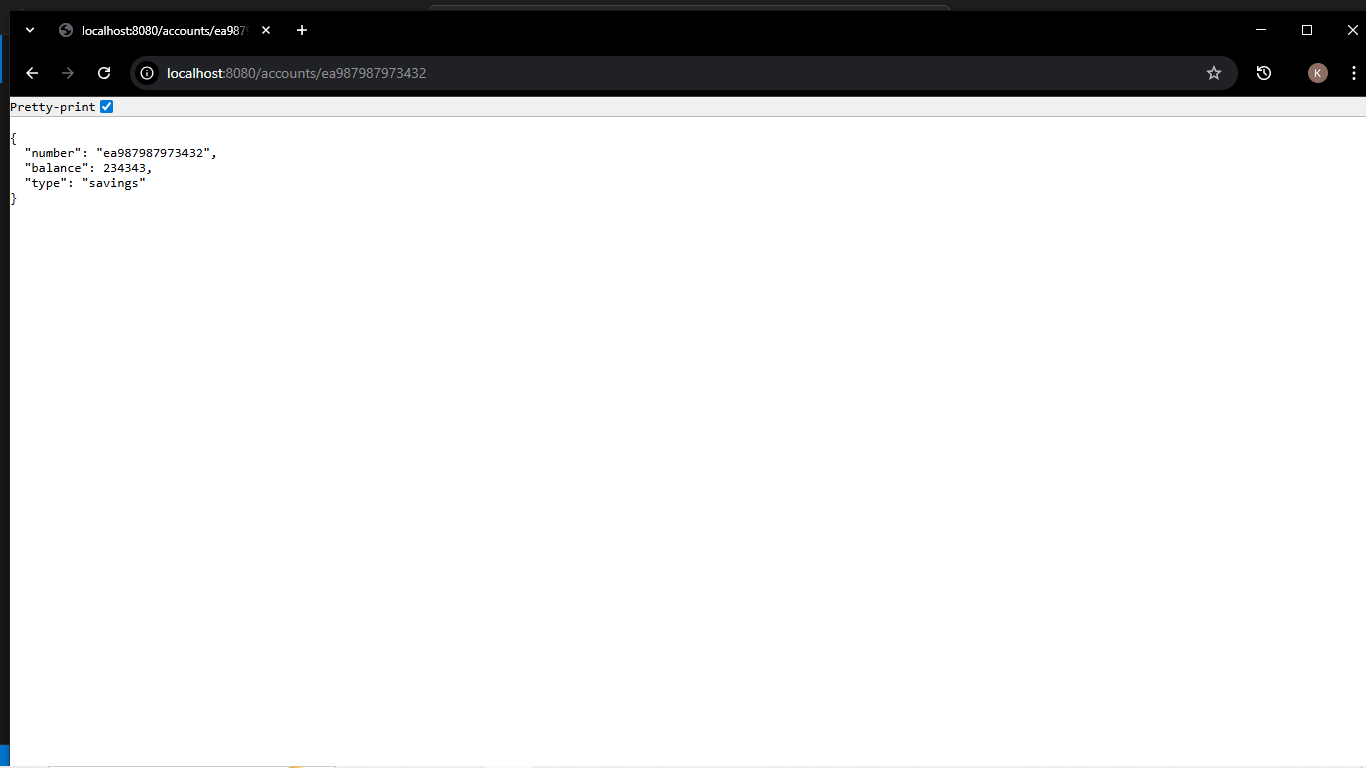 localhost:8080/accounts/ea987
localhost:8080/accounts/ea987987973432
K
Pretty-print
{
"number": "ea987987973432",
"balance": 234343,
"type": "savings"
}